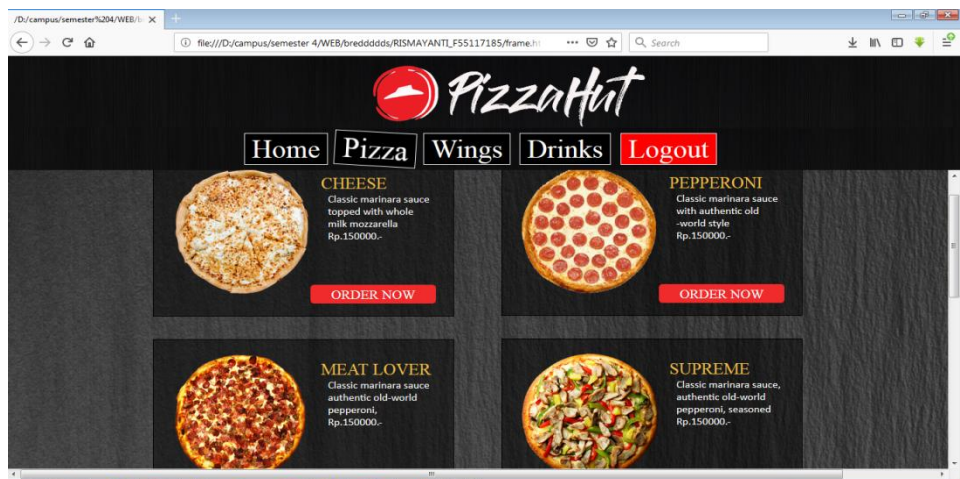 /D:/campus/semester%204/WEB/b
file:///D:/campus/semester 4/WEB/breddddds/RISMAYANTI_F55117185/frame.h
Search
PizzaHut
Home Pizza Wings Drinks Logout
CHEESE
Classic marinara sauce
topped with whole
milk mozzarella
Rp.150000.-
ORDER NOW
PEPPERONI
Classic marinara sauce
with authentic old
-world style
Rp.150000.-
ORDER NOW
MEAT LOVER
Classic marinara sauce
authentic old-world
pepperoni,
Rp.150000.-
SUPREME
Classic marinara sauce,
authentic old-world
pepperoni, seasoned
Rp.150000.-